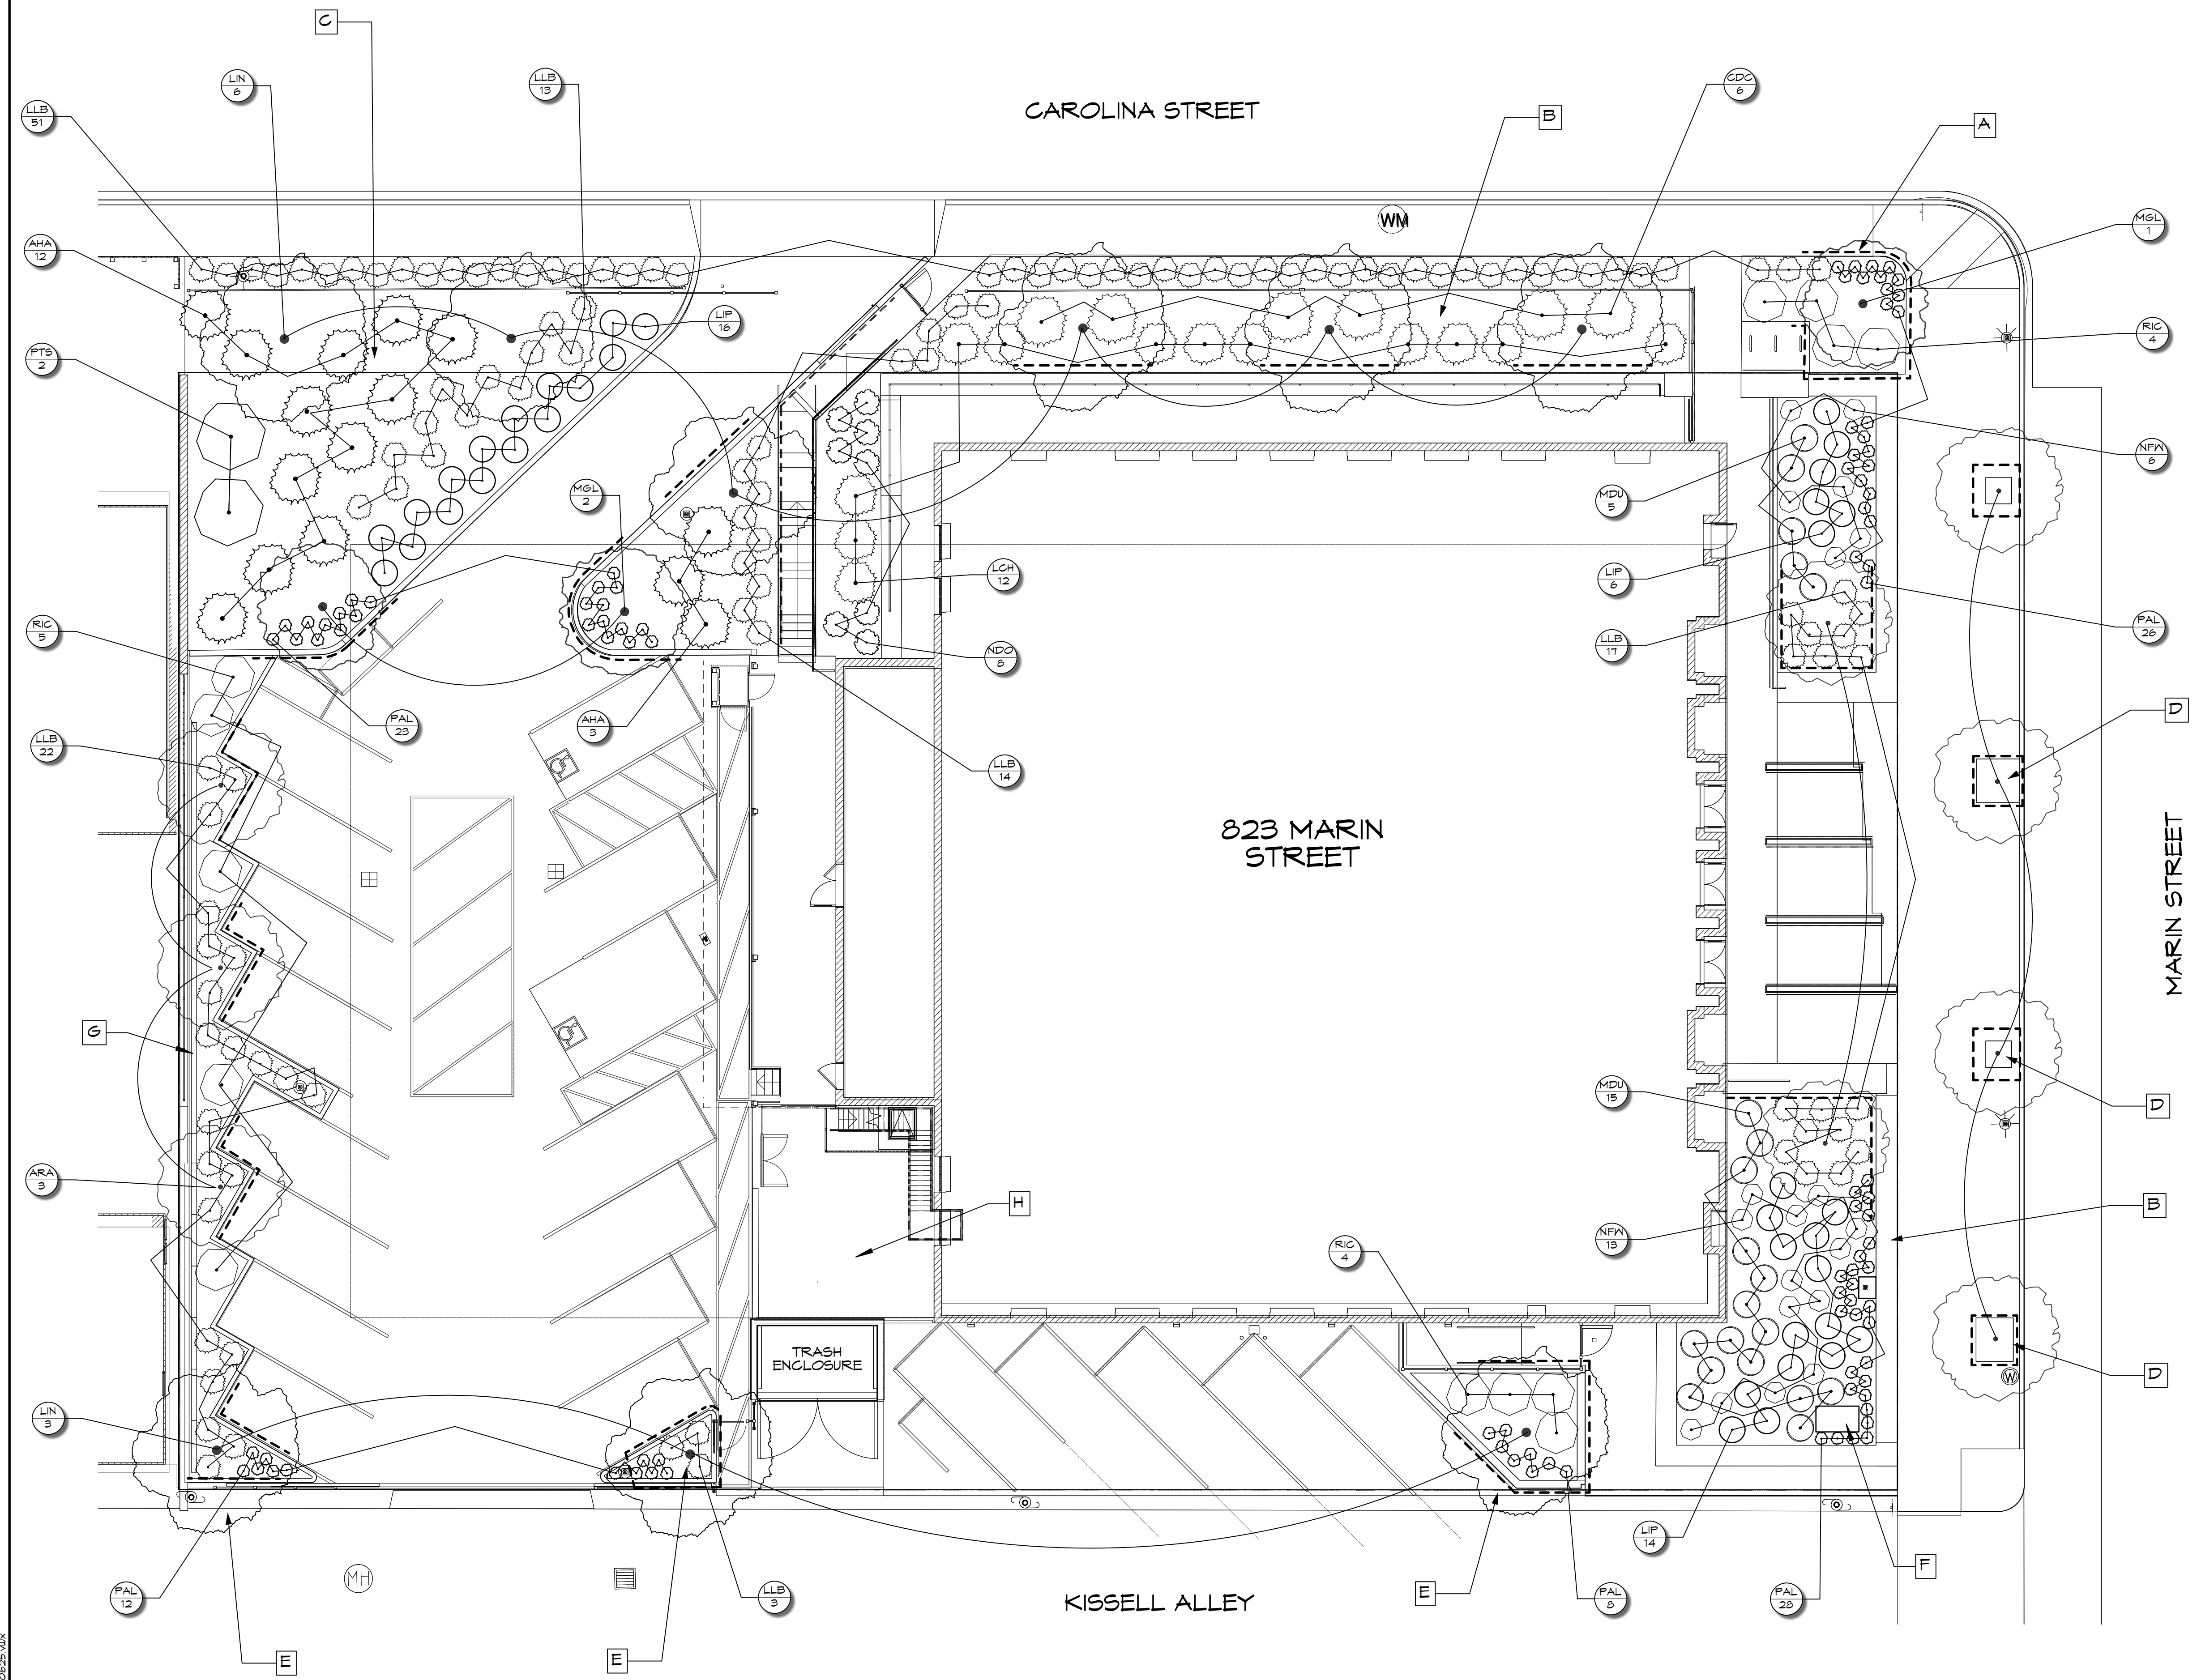 C
LIN
6
LLB
13
CDC
6
LLB
51
CAROLINA STREET
B
A
WM
MGL
1
AHA
12
LIP
16
RIC
4
PTS
2
NFW
6
MGL
2
MDU
5
LCH
12
LIP
6
RIC
5
PAL
26
LLB
17
NDO
8
PAL
23
AHA
3
D
LLB
22
LLB
14
823 MARIN
STREET
MARIN STREET
G
MDU
15
D
ARA
3
H
B
NFW
13
RIC
4
TRASH
ENCLOSURE
D
W
LIN
3
F
LIP
14
MH
KISSELL ALLEY
PAL
12
LLB
3
E
PAL
8
PAL
28
E
E
0625.VWX